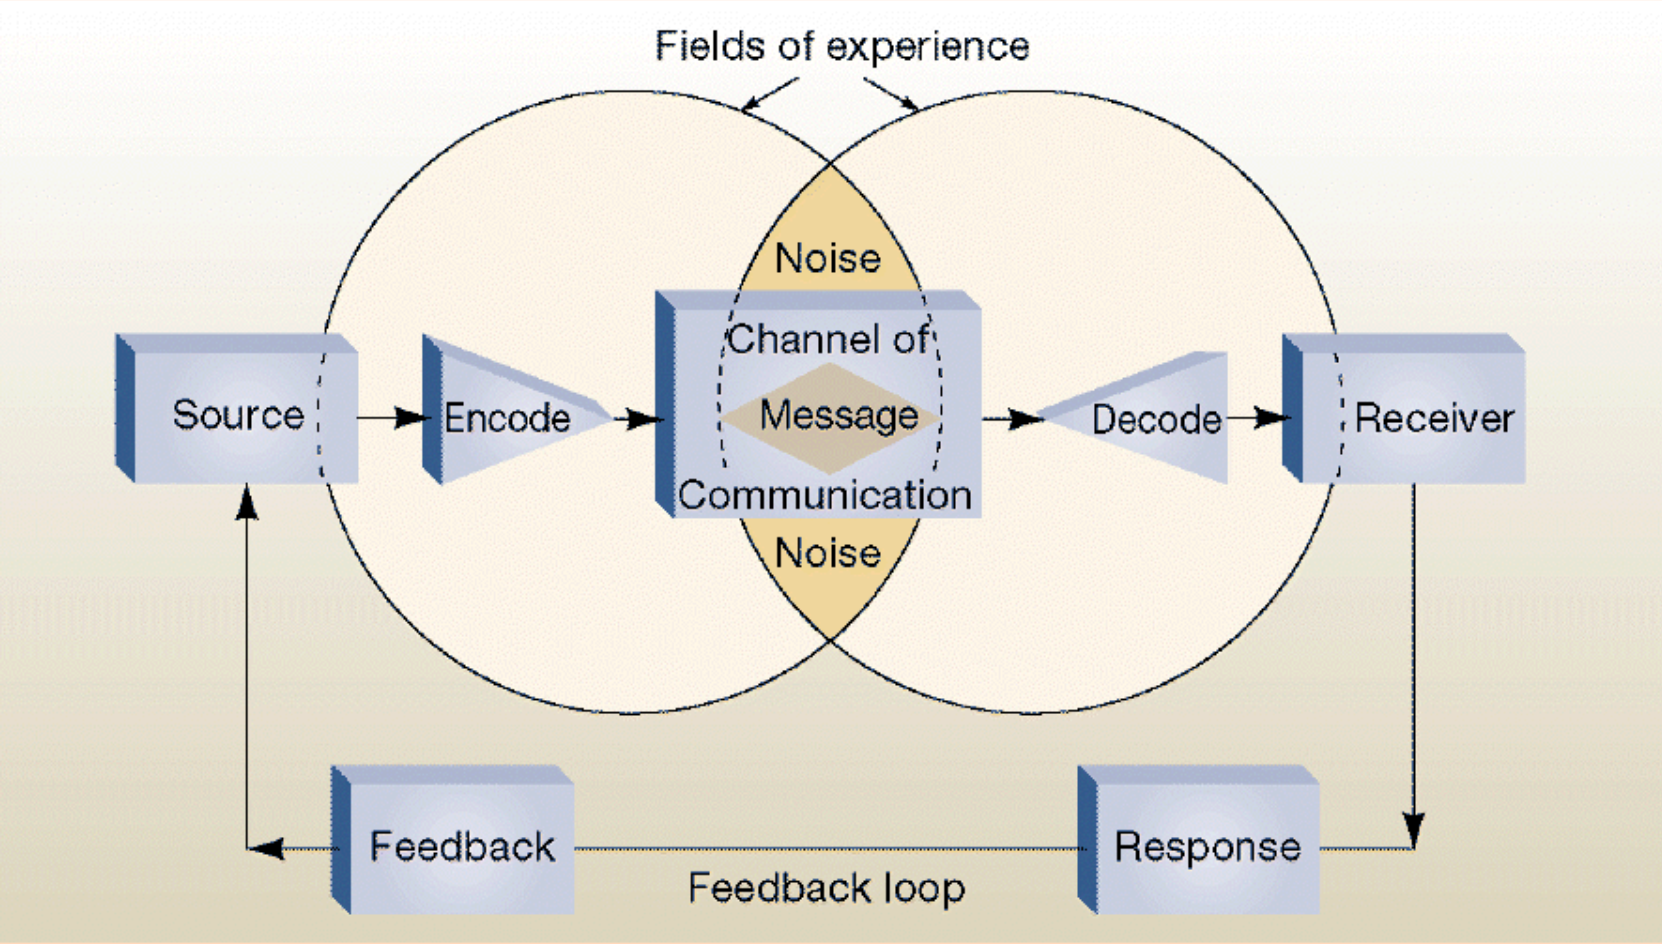 Fields of experience
Noise
Channel of
Source
Encode
Message
Decode
Receiver
Communication
Noise
Feedback
Response
Feedback loop